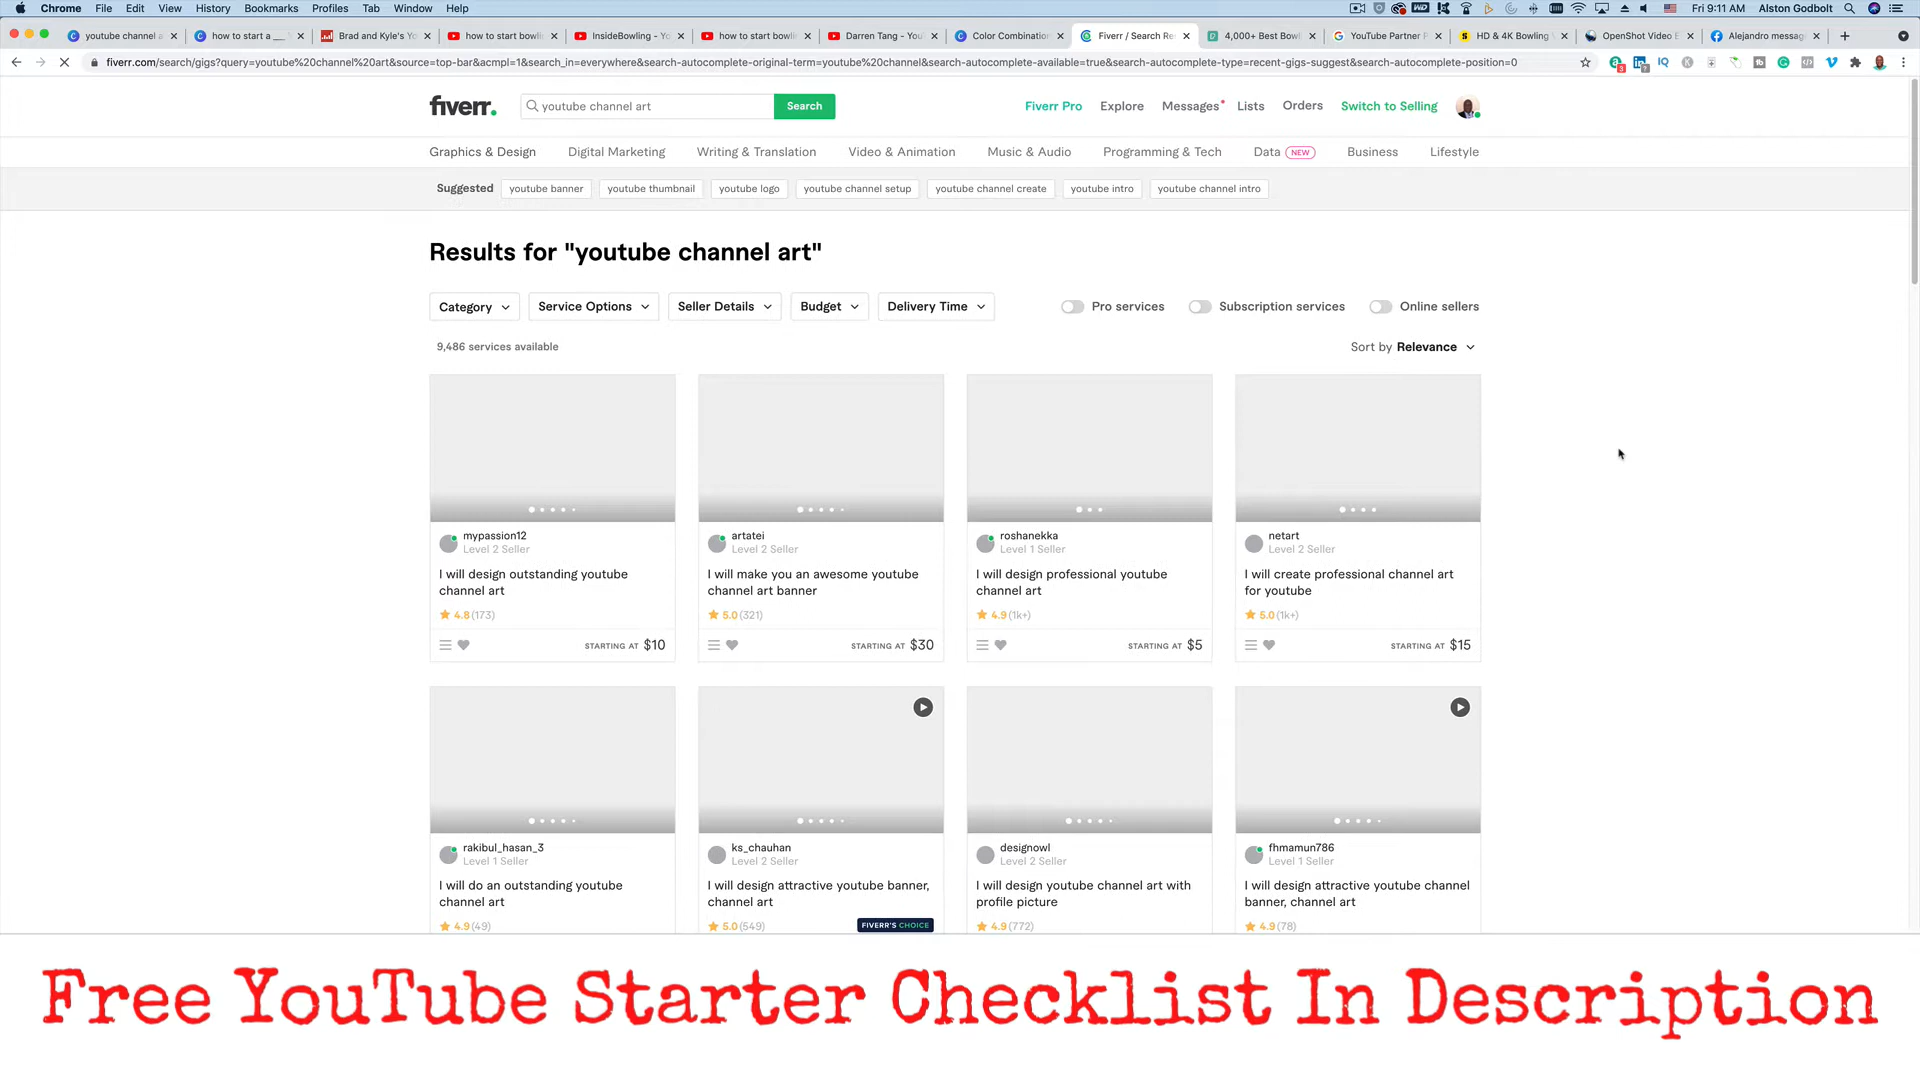 Chrome File Edit View History Bookmarks Profiles Tab Window Help Fri 9:11 AM Alston Godbolt
youtube channel a how to start a ___ Brad and Kyle's Yo how to start bowli InsideBowling - Yo how to start bowli Darren Tang - You Color Combination Fiverr / Search Re 4,000+ Best Bowl YouTube Partner P HD & 4K Bowling OpenShot Video E Alejandro messag
fiverr.com/search/gigs?query=youtube%20channel%20art&source=top-bar&acmpl=1&search_in=everywhere&search-autocomplete-original-term=youtube%20channel&search-autocomplete-available=true&search-autocomplete-type=recent-gigs-suggest&search-autocomplete-position=0
fiverr. youtube channel art Search Fiverr Pro Explore Messages Lists Orders Switch to Selling
Graphics & Design Digital Marketing Writing & Translation Video & Animation Music & Audio Programming & Tech Data NEW Business Lifestyle
Suggested youtube banner youtube thumbnail youtube logo youtube channel setup youtube channel create youtube intro youtube channel intro
Results for "youtube channel art"
Category Service Options Seller Details Budget Delivery Time Pro services Subscription services Online sellers
9,486 services available Sort by Relevance
mypassion12 artatei roshanekka netart
Level 2 Seller Level 2 Seller Level 1 Seller Level 2 Seller
I will design outstanding youtube I will make you an awesome youtube I will design professional youtube I will create professional channel art
channel art channel art banner channel art for youtube
4.8 (173) 5.0 (321) 4.9 (1k+) 5.0 (1k+)
STARTING AT $10 STARTING AT $30 STARTING AT $5 STARTING AT $15
rakibul_hasan_3 ks_chauhan designowl fhmamun786
Level 1 Seller Level 2 Seller Level 2 Seller Level 1 Seller
I will do an outstanding youtube I will design attractive youtube banner, I will design youtube channel art with I will design attractive youtube channel
channel art channel art profile picture banner, channel art
4.9 (49) 5.0 (549) FIVERR'S CHOICE 4.9 (772) 4.9 (78)
Free YouTube Starter Checklist In Description